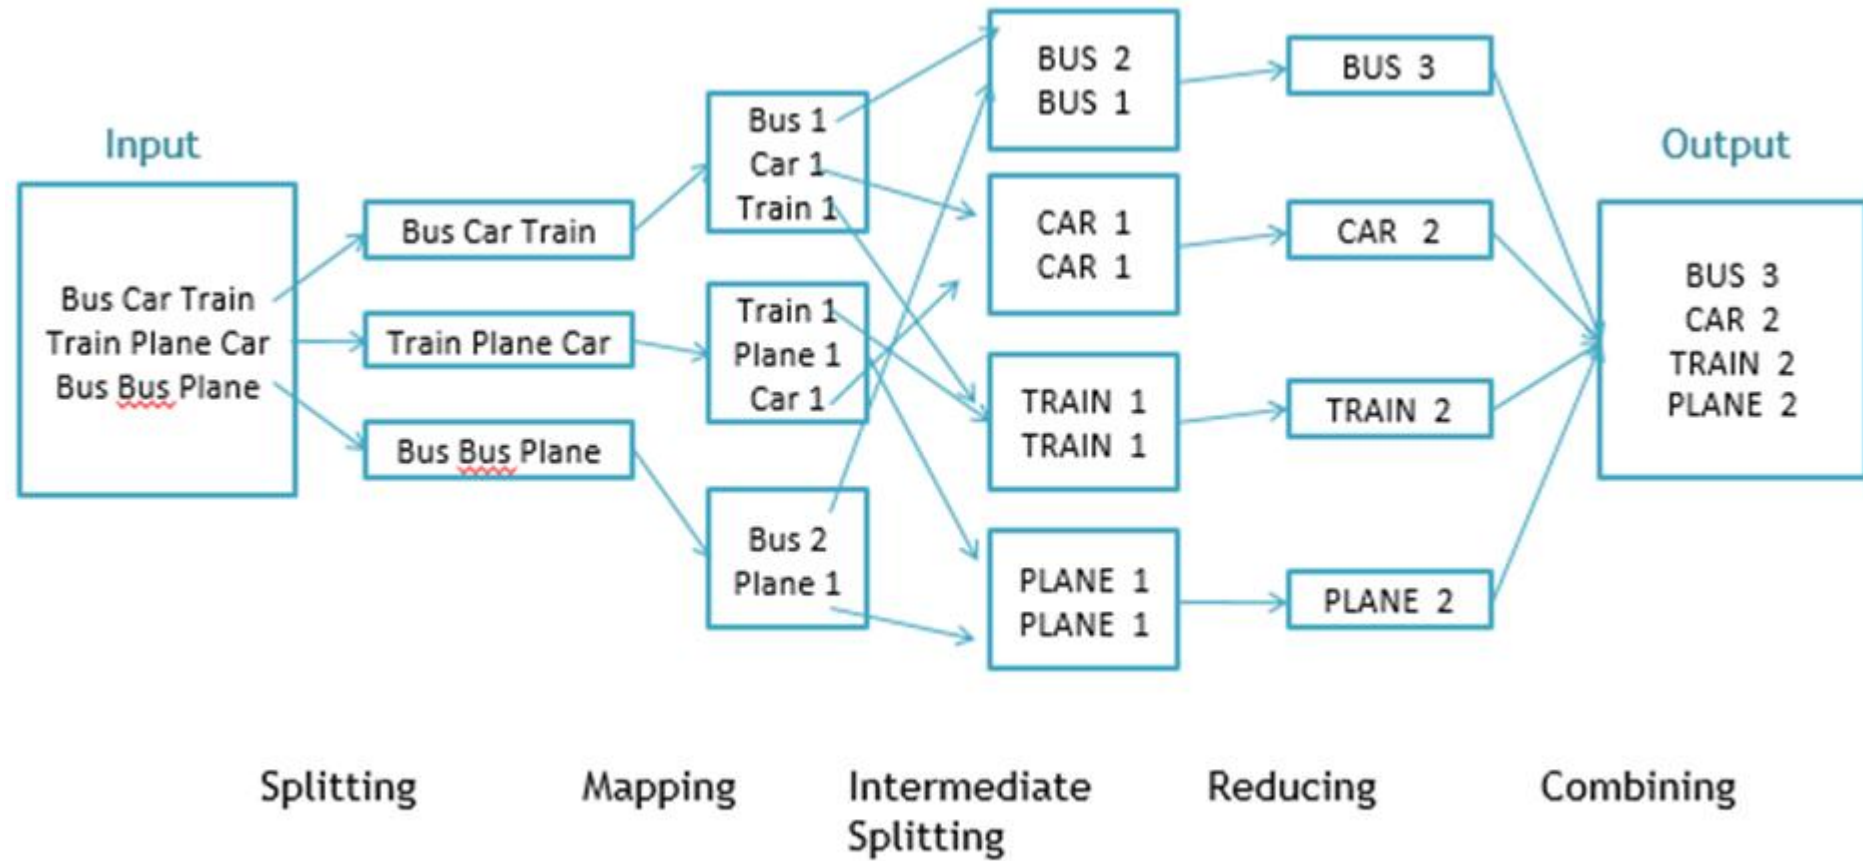 Input
Bus Car Train
Train Plane Car
Bus Bus Plane
Bus Car Train
Train Plane Car
Bus Bus Plane
Bus 1
Car 1
Train 1
Train 1
Plane 1
Car 1
Bus 2
Plane 1
BUS 2
BUS 1
CAR 1
CAR 1
TRAIN 1
TRAIN 1
PLANE 1
PLANE 1
BUS 3
CAR 2
TRAIN 2
PLANE 2
Output
BUS 3
CAR 2
TRAIN 2
PLANE 2
Splitting
Mapping
Intermediate
Splitting
Reducing
Combining